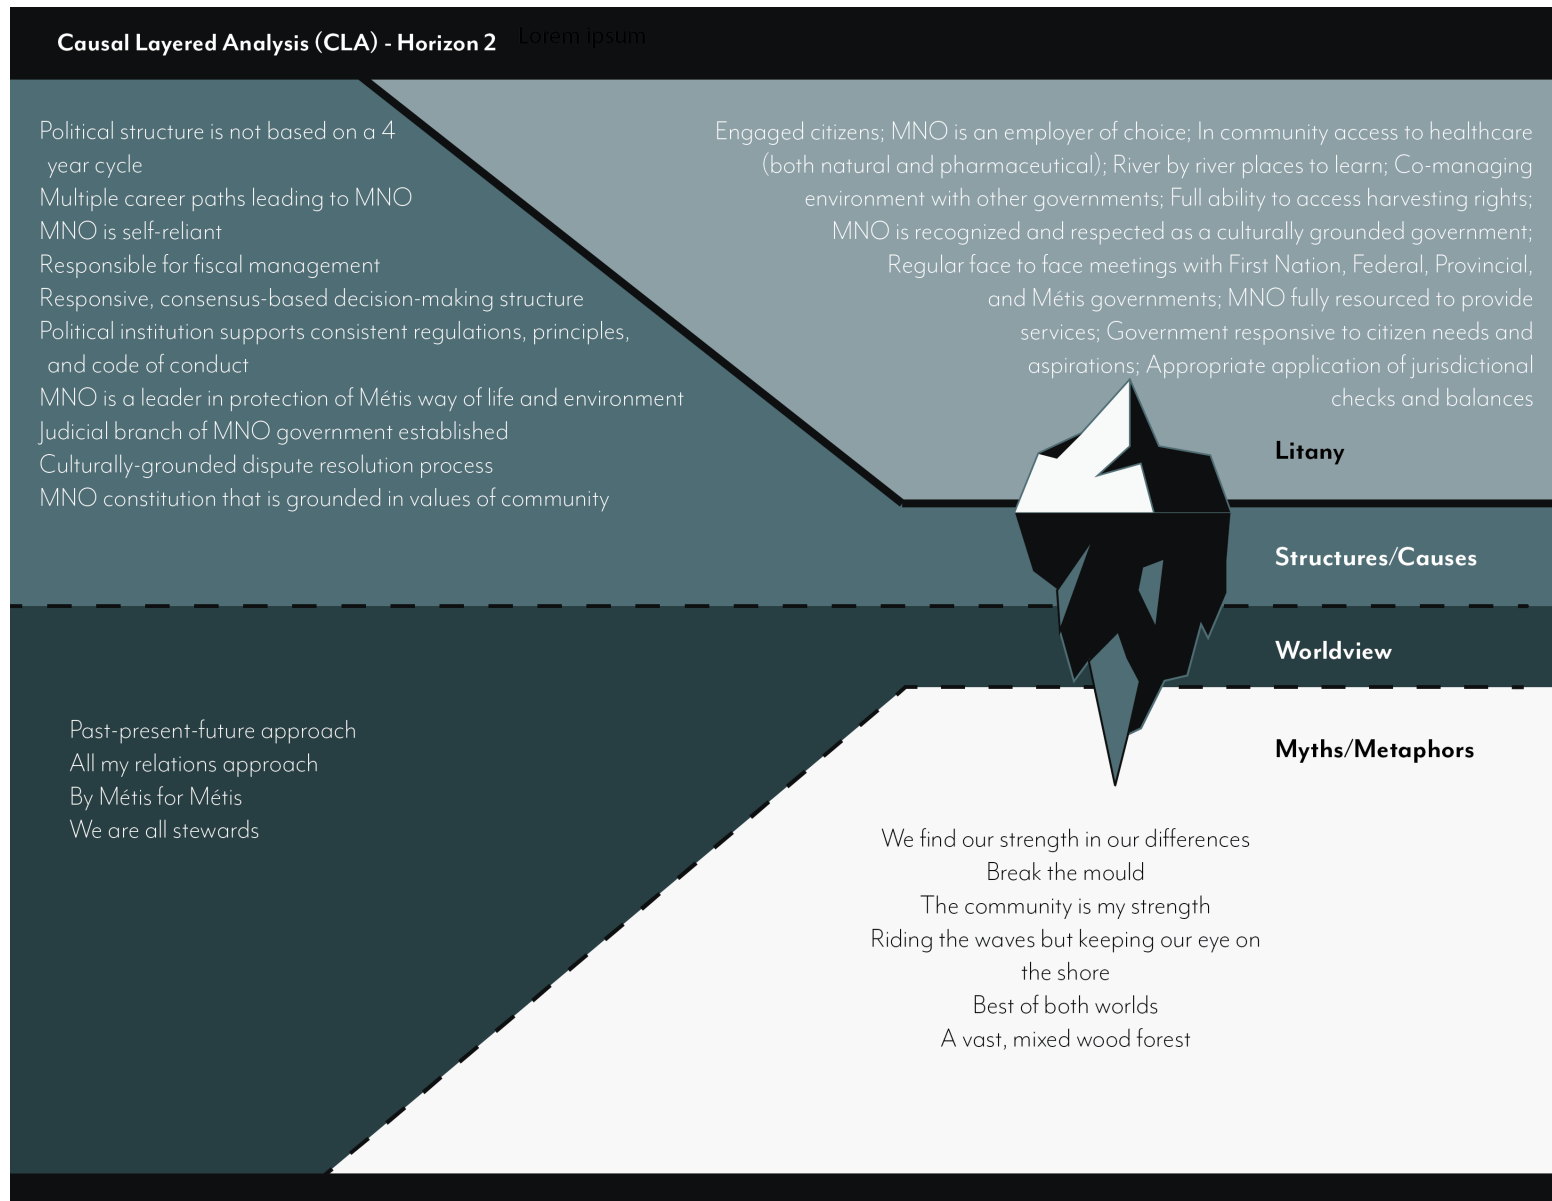 Causal Layered Analysis (CLA) - Horizon 2
Lorem ipsum
Political structure is not based on a 4
year cycle
Multiple career paths leading to MNO
MNO is self-reliant
Responsible for fiscal management
Responsive, consensus-based decision-making structure
Political institution supports consistent regulations, principles,
and code of conduct
MNO is a leader in protection of Métis way of life and environment
Judicial branch of MNO government established
Culturally-grounded dispute resolution process
MNO constitution that is grounded in values of community
Engaged citizens; MNO is an employer of choice; In community access to healthcare
(both natural and pharmaceutical); River by river places to learn; Co-managing
environment with other governments; Full ability to access harvesting rights;
MNO is recognized and respected as a culturally grounded government;
Regular face to face meetings with First Nation, Federal, Provincial,
and Métis governments; MNO fully resourced to provide
services; Government responsive to citizen needs and
aspirations; Appropriate application of jurisdictional
checks and balances
Litany
Structures/Causes
Worldview
Myths/Metaphors
Past-present-future approach
All my relations approach
By Métis for Métis
We are all stewards
We find our strength in our differences
Break the mould
The community is my strength
Riding the waves but keeping our eye on
the shore
Best of both worlds
A vast, mixed wood forest